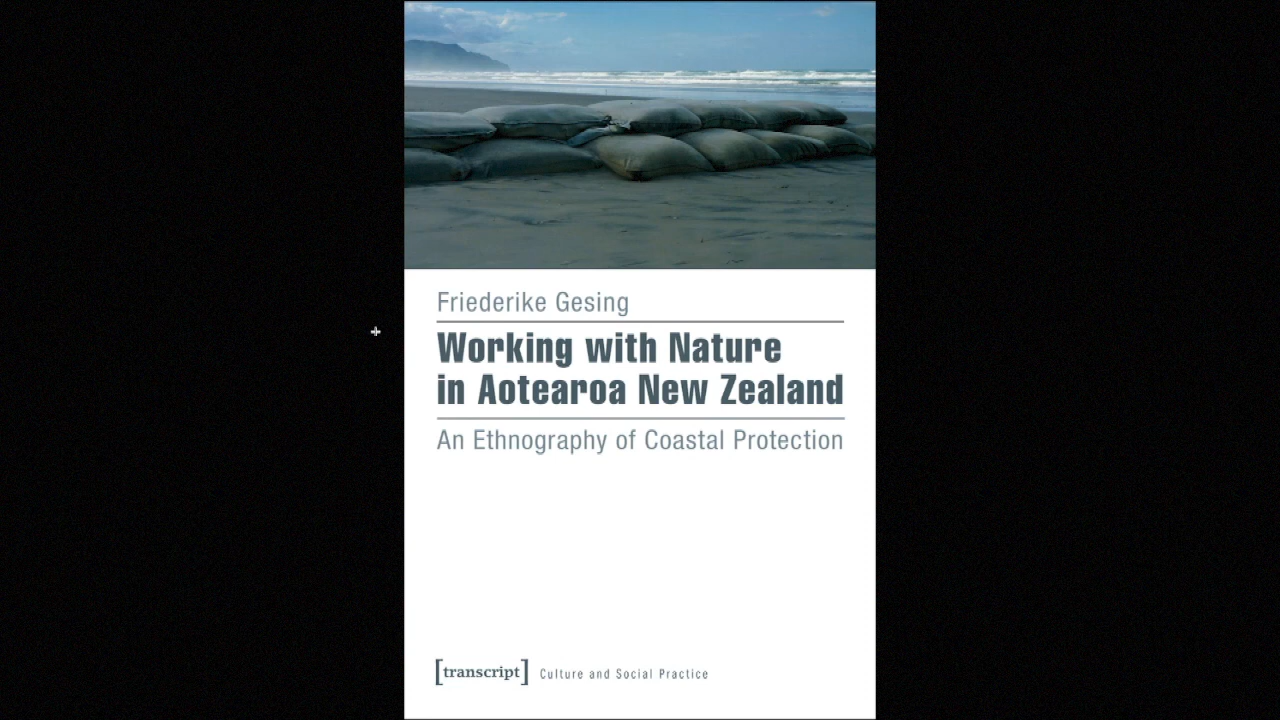 Friederike Gesing
Working with Nature
in Aotearoa New Zealand
An Ethnography of Coastal Protection
[transcript] Culture and Social Practice